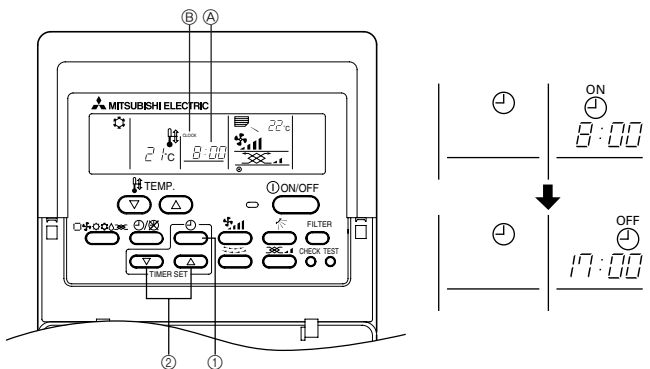 Ⓑ Ⓐ
MITSUBISHI ELECTRIC
CLOCK
21°C 8:00 22°C
TEMP. ON/OFF
FILTER
CHECK TEST
TIMER SET
② ①
ON
8:00
OFF
17:00